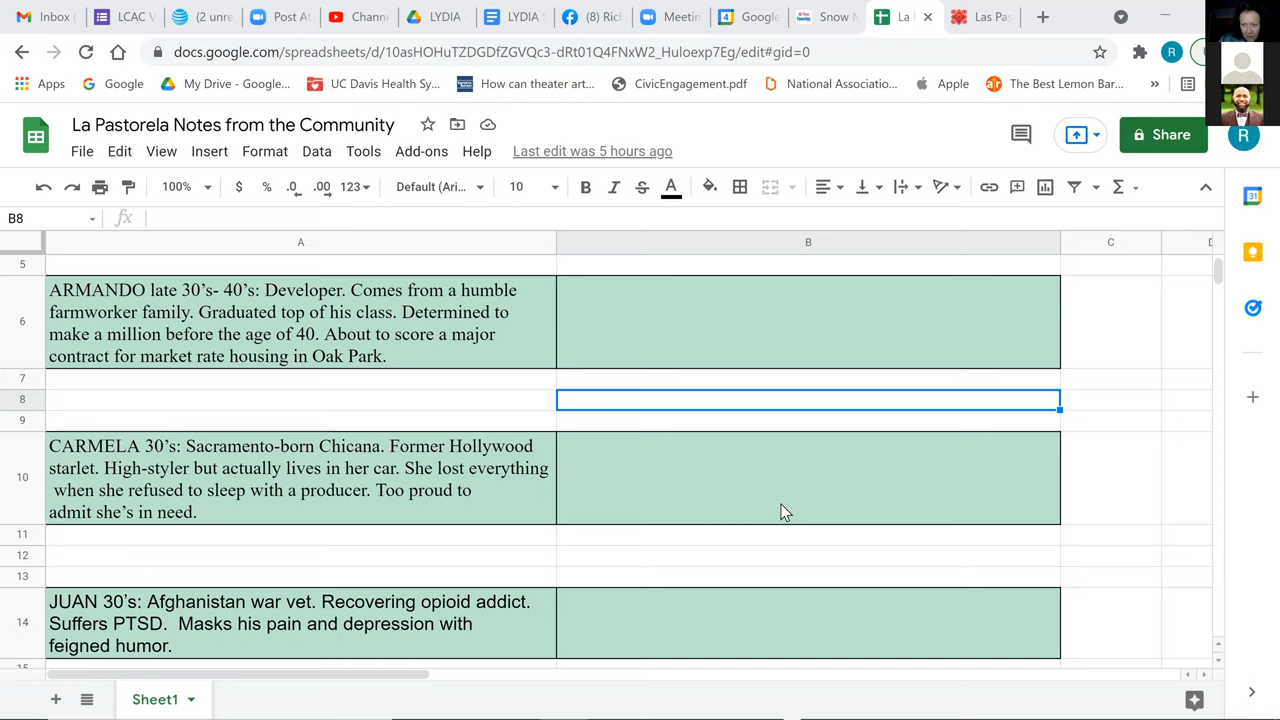 Inbox (
LCAC V
(2 unre
Post At
Chann
LYDIA
LYDIA
(8) Rich
Meetin
Google
Snow M
La I
Las Pas
docs.google.com/spreadsheets/d/10asHOHuTZDGDfZGVQc3-dRt01Q4FNxW2_Huloexp7Eg/edit#gid=0
R
Apps
Google
My Drive - Google...
UC Davis Health Sy...
How can theater art...
CivicEngagement.pdf
National Associatio...
Apple
The Best Lemon Bar...
»
La Pastorela Notes from the Community
Share
R
File Edit View Insert Format Data Tools Add-ons Help Last edit was 5 hours ago
100% $ % .0 .00 123 Default (Ari... 10 B I S A
B8 fx
A B C D
5
6
ARMANDO late 30's- 40's: Developer. Comes from a humble
farmworker family. Graduated top of his class. Determined to
make a million before the age of 40. About to score a major
contract for market rate housing in Oak Park.
7
8
9
10
CARMELA 30's: Sacramento-born Chicana. Former Hollywood
starlet. High-styler but actually lives in her car. She lost everything
when she refused to sleep with a producer. Too proud to
admit she's in need.
11
12
13
14
JUAN 30's: Afghanistan war vet. Recovering opioid addict.
Suffers PTSD. Masks his pain and depression with
feigned humor.
15
Sheet1